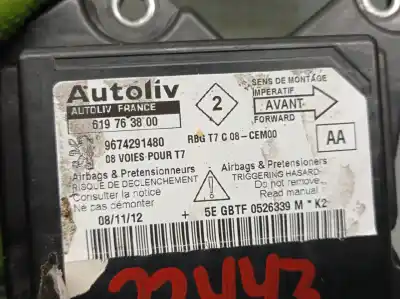 Autoliv
AUTOLIV FRANCE
619 76 38 00
9674291480
08 VOIES POUR T7
2
RBG T7 C 08-CEM00
SENS DE MONTAGE
IMPÉRATIF
AVANT
FORWARD
AA
Airbags & Pretensionneurs
RISQUE DE DECLENCHEMENT
Consulter la notice
Ne pas démonter
Airbags & Pretensioners
TRIGGERING HASARD
Do not remove
Read manual
08/11/12 + 5E GBTF 0526339 M * K2
22443